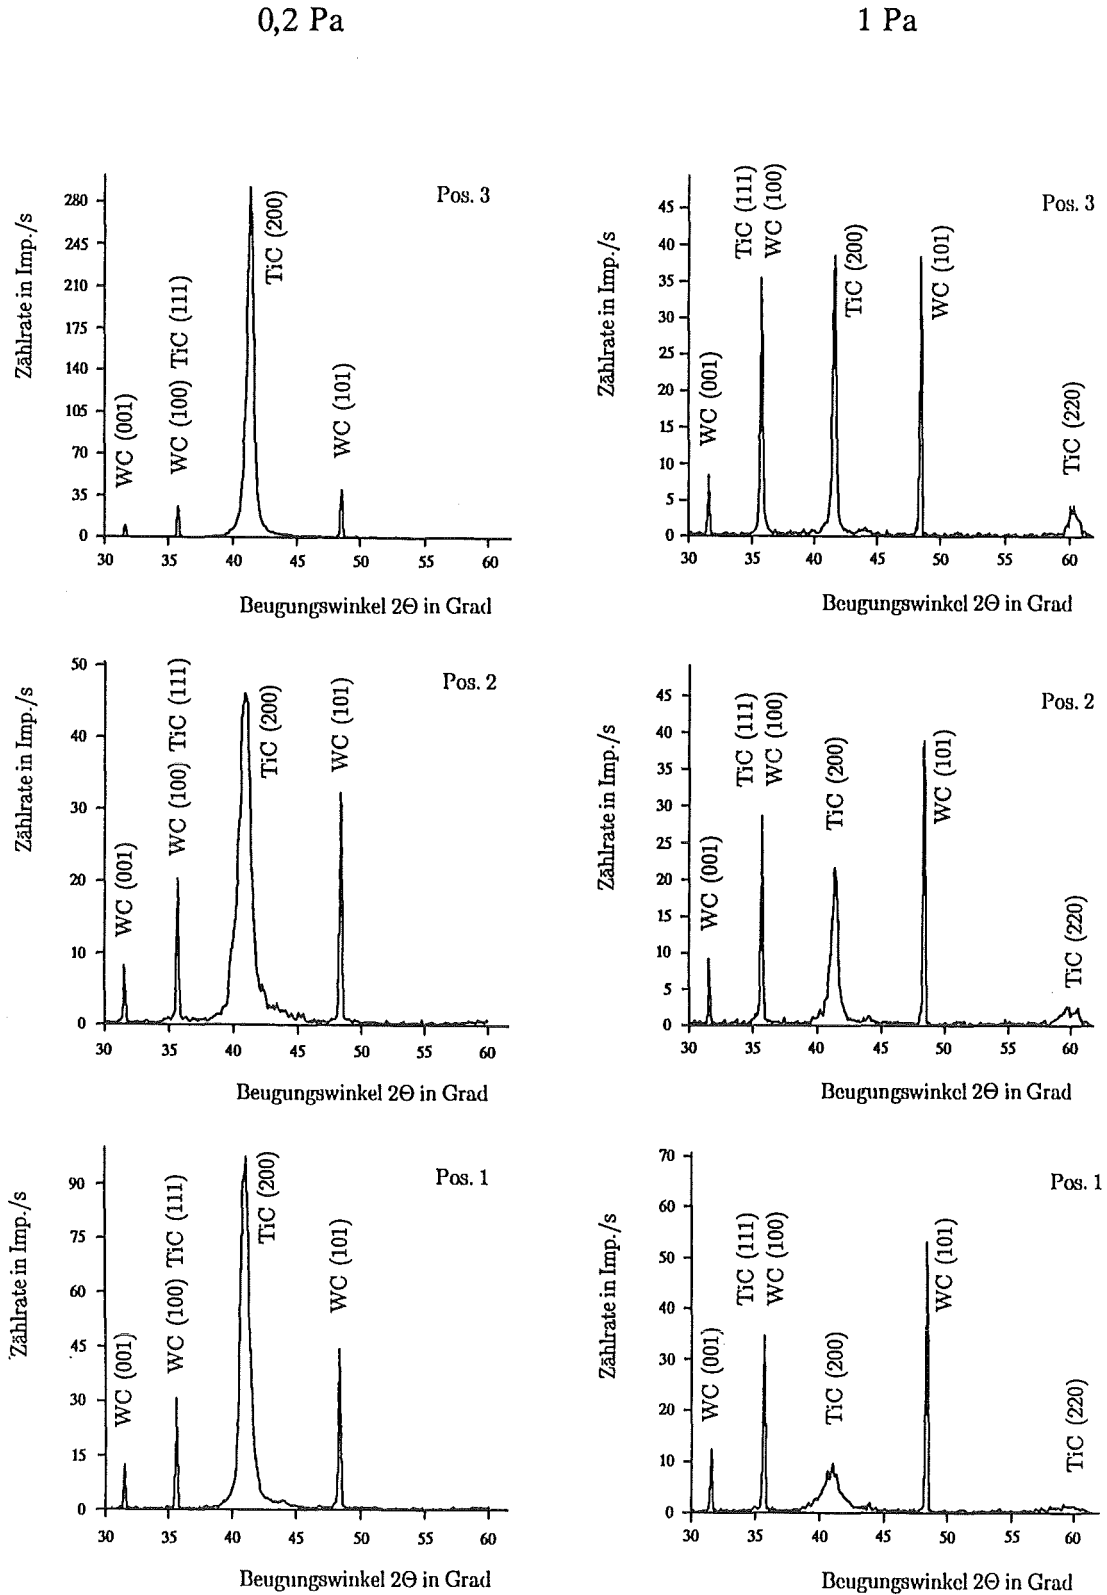 0,2 Pa
1 Pa
Pos. 3
Zählrate in Imp./s
280
245
210
175
140
105
70
35
0
WC (001)
WC (100) TiC (111)
TiC (200)
WC (101)
30 35 40 45 50 55 60
Beugungswinkel 2Θ in Grad
Pos. 3
Zählrate in Imp./s
45
40
35
30
25
20
15
10
5
0
WC (001)
TiC (111)
WC (100)
TiC (200)
WC (101)
TiC (220)
30 35 40 45 50 55 60
Beugungswinkel 2Θ in Grad
Pos. 2
Zählrate in Imp./s
50
40
30
20
10
0
WC (001)
WC (100) TiC (111)
TiC (200)
WC (101)
30 35 40 45 50 55 60
Beugungswinkel 2Θ in Grad
Pos. 2
Zählrate in Imp./s
45
40
35
30
25
20
15
10
5
0
WC (001)
TiC (111)
WC (100)
TiC (200)
WC (101)
TiC (220)
30 35 40 45 50 55 60
Beugungswinkel 2Θ in Grad
Pos. 1
Zählrate in Imp./s
90
75
60
45
30
15
0
WC (001)
WC (100) TiC (111)
TiC (200)
WC (101)
30 35 40 45 50 55 60
Beugungswinkel 2Θ in Grad
Pos. 1
Zählrate in Imp./s
70
60
50
40
30
20
10
0
WC (001)
TiC (111)
WC (100)
TiC (200)
WC (101)
TiC (220)
30 35 40 45 50 55 60
Beugungswinkel 2Θ in Grad